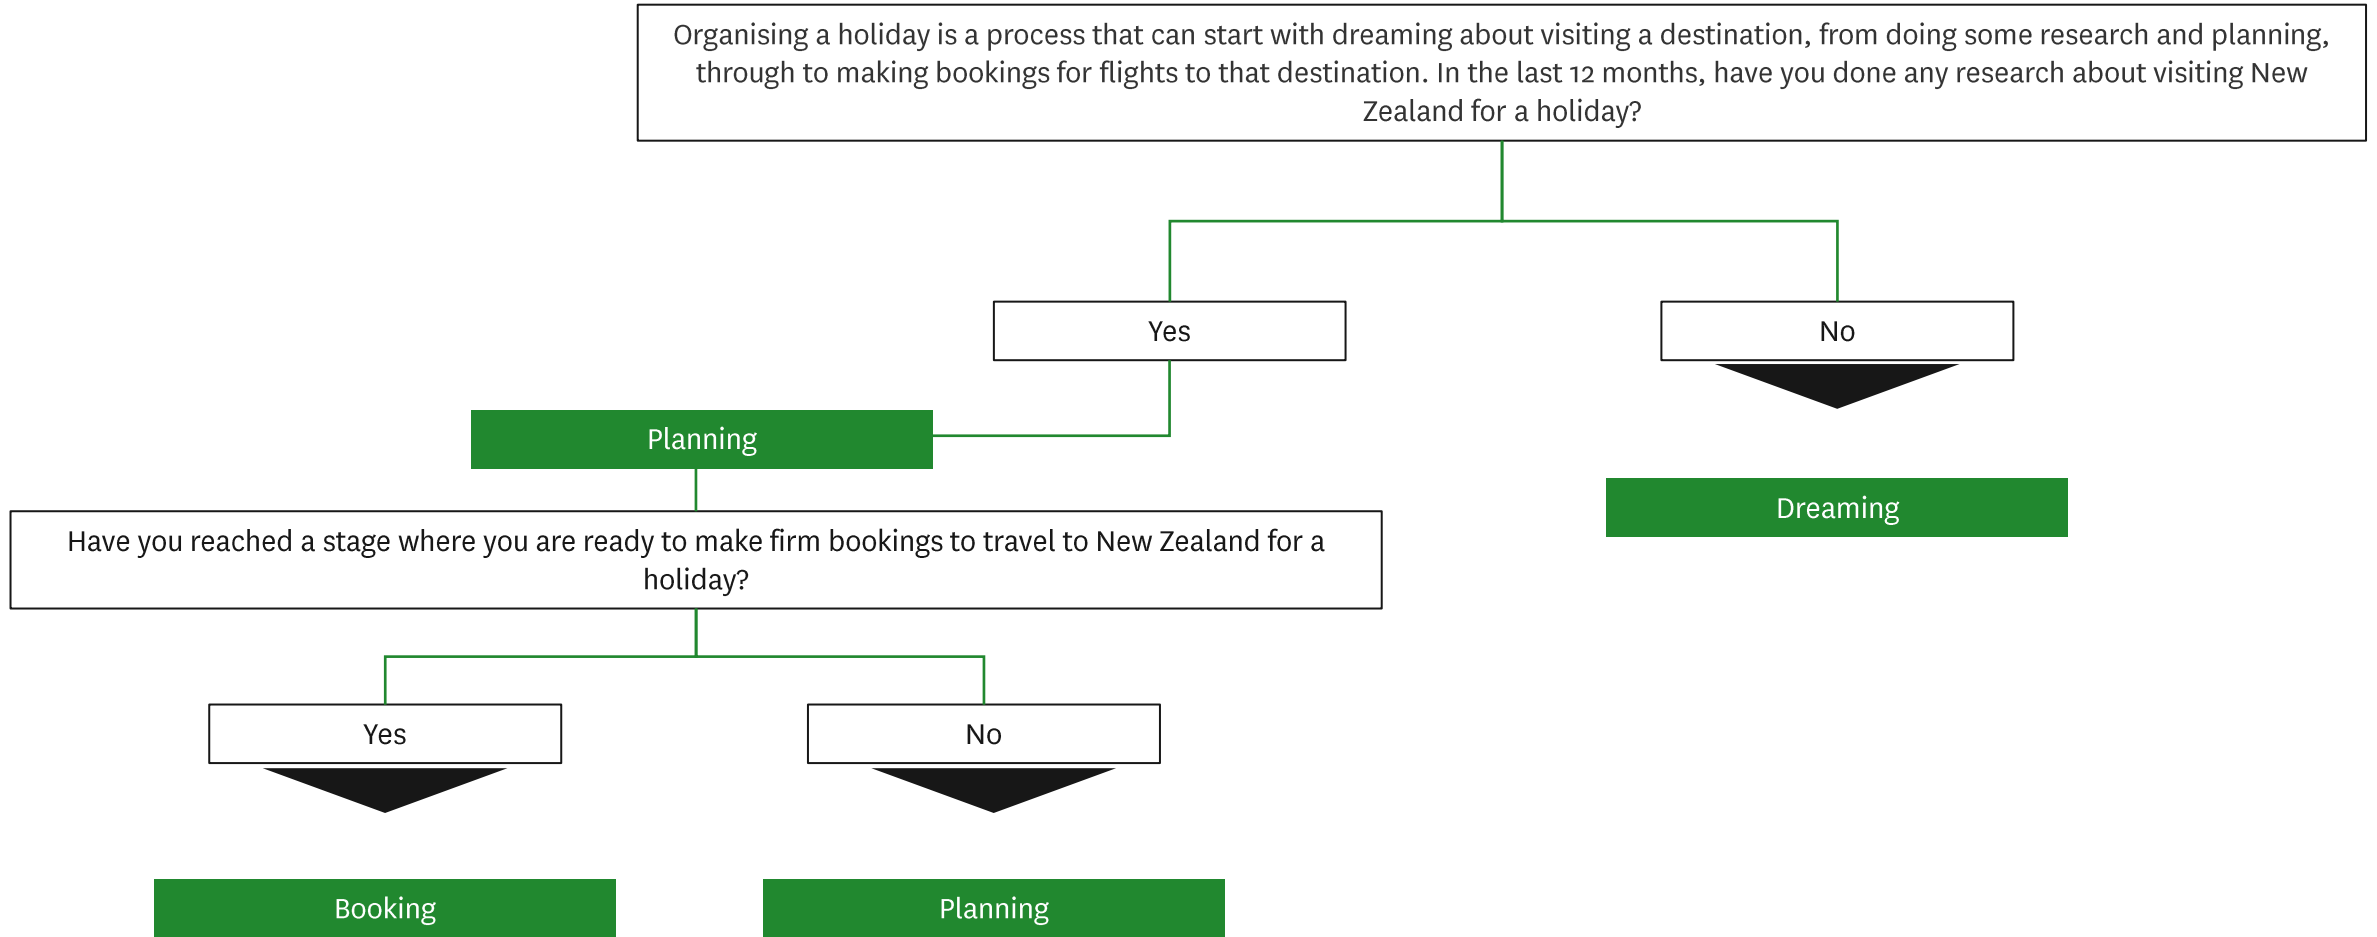 Organising a holiday is a process that can start with dreaming about visiting a destination, from doing some research and planning,
through to making bookings for flights to that destination. In the last 12 months, have you done any research about visiting New
Zealand for a holiday?
Yes
No
Planning
Dreaming
Have you reached a stage where you are ready to make firm bookings to travel to New Zealand for a
holiday?
Yes
No
Booking
Planning